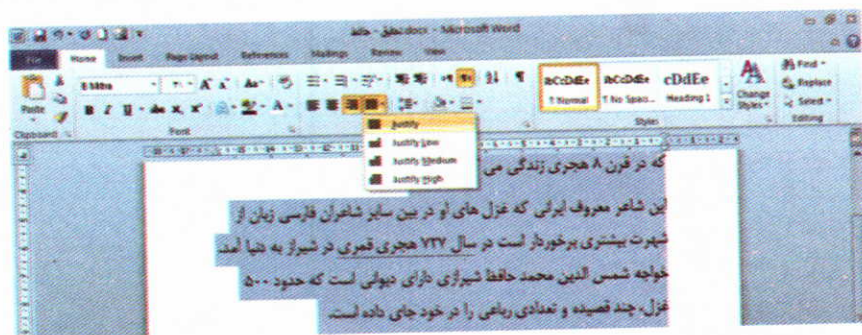 تحقیق - حافظ.docx - Microsoft Word
File Home Insert Page Layout References Mailings Review View
B Mitra
Paste
Clipboard
Font
Styles
Editing
AaBbCcDdEe
¶ Normal
¶ No Spac...
Heading 1
Change Styles
Find
Replace
Select
Justify
Justify Low
Justify Medium
Justify High
که در قرن ۸ هجری زندگی می
این شاعر معروف ایرانی که غزل های او در بین سایر شاعران فارسی زبان از
شهرت بیشتری برخوردار است در سال ۷۲۷ هجری قمری در شیراز به دنیا آمد.
خواجه شمس الدین محمد حافظ شیرازی دارای دیوانی است که حدود ۵۰۰
غزل، چند قصیده و تعدادی رباعی را در خود جای داده است.